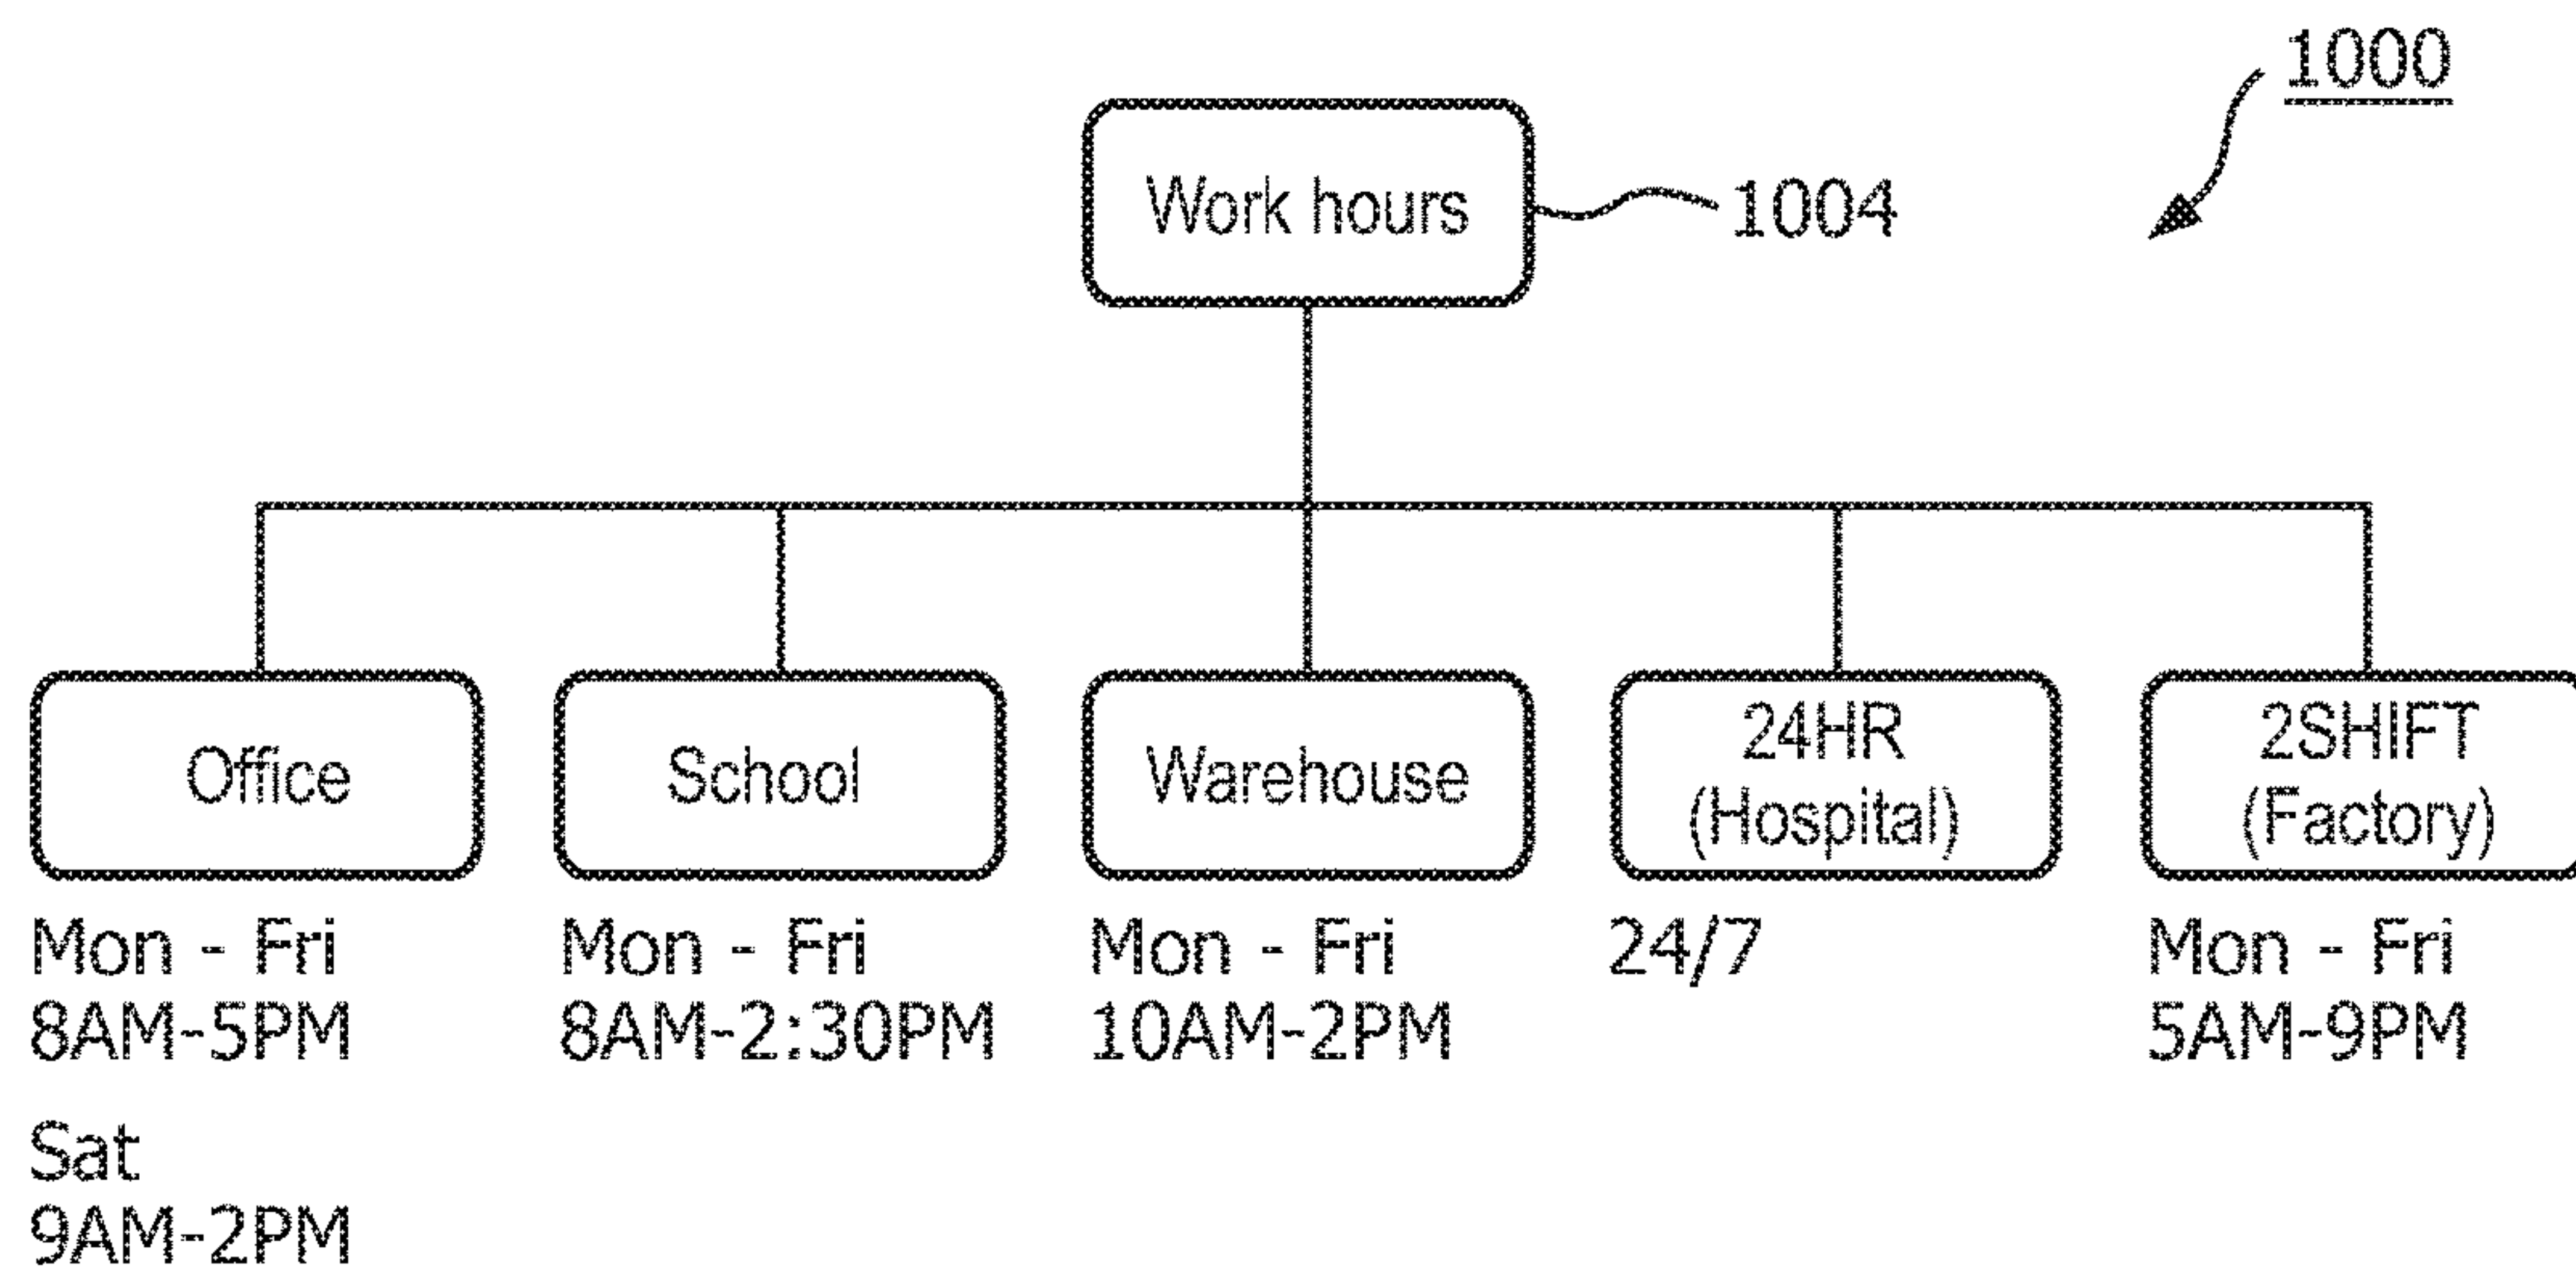 1000
Work hours
1004
Office
School
Warehouse
24HR
(Hospital)
2SHIFT
(Factory)
Mon - Fri
8AM-5PM
Sat
9AM-2PM
Mon - Fri
8AM-2:30PM
Mon - Fri
10AM-2PM
24/7
Mon - Fri
5AM-9PM